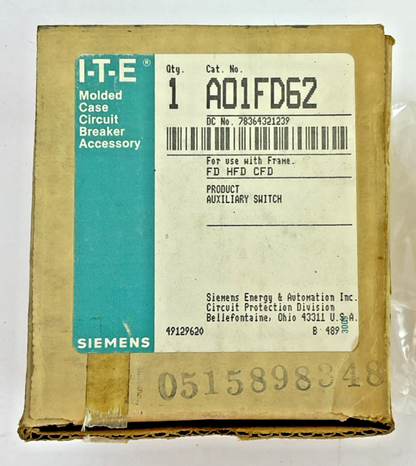 I-T-E®
Molded
Case
Circuit
Breaker
Accessory
SIEMENS
Qty. Cat. No.
1 A01FD62
DC No. 78364321239
For use with Frame.
FD HFD CFD
PRODUCT
AUXILIARY SWITCH
Siemens Energy & Automation Inc.
Circuit Protection Division
Bellefontaine, Ohio 43311 U.S.A.
49129620 B 489
3005
0515898348